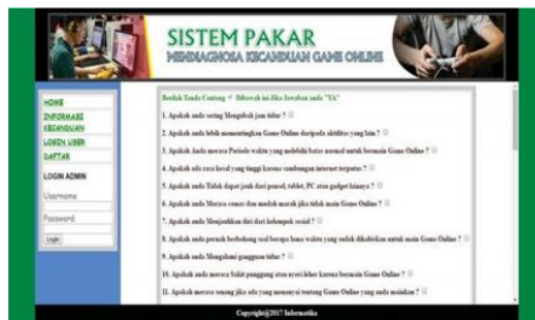 SISTEM PAKAR
MENDIAGNOSA KECANDUAN GAME ONLINE
HOME
INFORMASI
KECANDUAN
LOGIN USER
DAFTAR
LOGIN ADMIN
Username
Password
Login
Berilah Tanda Centang Dibawah ini Jika Jawaban anda "YA"
1. Apakah anda sering Mengubah jam tidur ?
2. Apakah anda lebih mementingkan Game Online daripada aktifitas yang lain ?
3. Apakah Anda merasa Periode waktu yang melebihi batas normal untuk bermain Game Online ?
4. Apakah ada rasa kesal yang tinggi karena sambungan internet terputus ?
5. Apakah anda Tidak dapat jauh dari ponsel, tablet, PC atau gadget lainnya ?
6. Apakah anda Merasa cemas dan mudah marah jika tidak main Game Online ?
7. Apakah anda Menjauhkan diri dari kelompok sosial ?
8. Apakah anda pernah berbohong soal berapa lama waktu yang sudah dihabiskan untuk main Game Online ?
9. Apakah anda Mengalami gangguan tidur ?
10. Apakah anda merasa Sakit punggung atau nyeri leher karena bermain Game Online ?
11. Apakah merasa senang jika ada yang menanyai tentang Game Online yang anda mainkan ?
Copyright@2017 Informatika